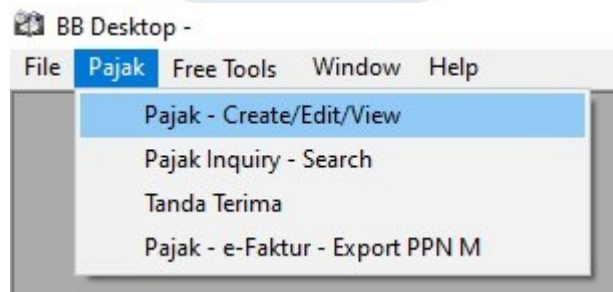 BB Desktop -
File Pajak Free Tools Window Help
Pajak - Create/Edit/View
Pajak Inquiry - Search
Tanda Terima
Pajak - e-Faktur - Export PPN M